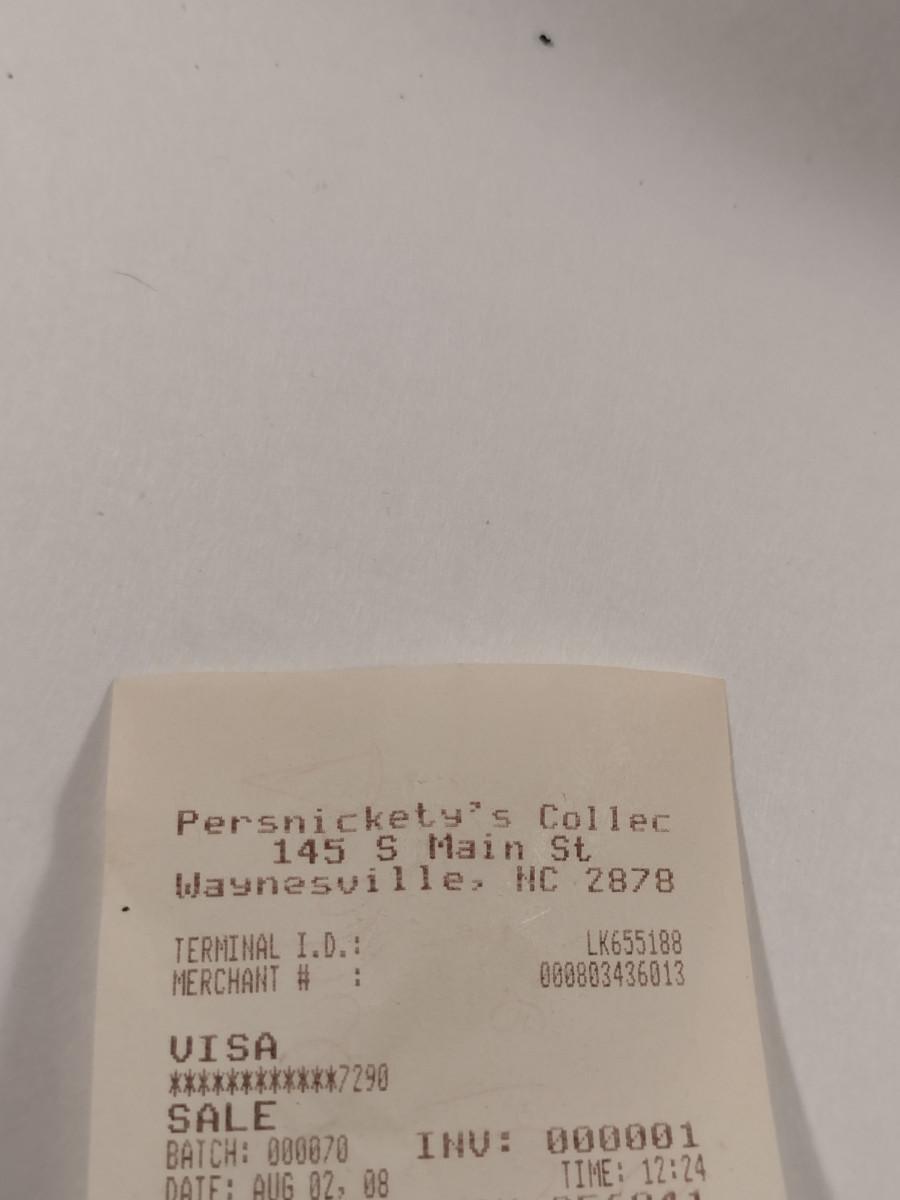 Persnickety's Collec
145 S Main St
Waynesville, NC 2878
TERMINAL I.D.: LK655188
MERCHANT # : 000803436013
VISA
************7290
SALE
BATCH: 000070 INV: 000001
DATE: AUG 02, 08 TIME: 12:24